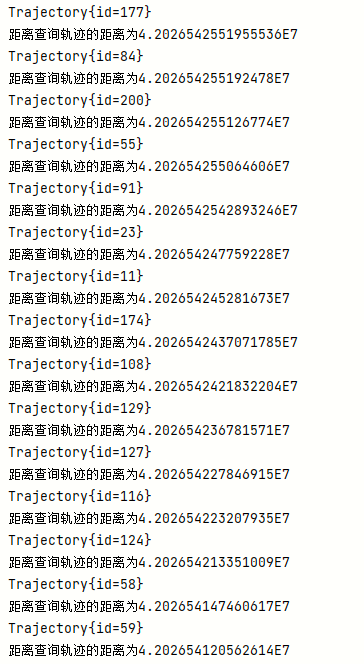 Trajectory{id=177}
距离查询轨迹的距离为4.2026542551955536E7
Trajectory{id=84}
距离查询轨迹的距离为4.202654255192478E7
Trajectory{id=200}
距离查询轨迹的距离为4.202654255126774E7
Trajectory{id=55}
距离查询轨迹的距离为4.202654255064606E7
Trajectory{id=91}
距离查询轨迹的距离为4.2026542542893246E7
Trajectory{id=23}
距离查询轨迹的距离为4.202654247759228E7
Trajectory{id=11}
距离查询轨迹的距离为4.202654245281673E7
Trajectory{id=174}
距离查询轨迹的距离为4.2026542437071785E7
Trajectory{id=108}
距离查询轨迹的距离为4.2026542421832204E7
Trajectory{id=129}
距离查询轨迹的距离为4.202654236781571E7
Trajectory{id=127}
距离查询轨迹的距离为4.202654227846915E7
Trajectory{id=116}
距离查询轨迹的距离为4.202654223207935E7
Trajectory{id=124}
距离查询轨迹的距离为4.202654213351009E7
Trajectory{id=58}
距离查询轨迹的距离为4.202654147460617E7
Trajectory{id=59}
距离查询轨迹的距离为4.202654120562614E7